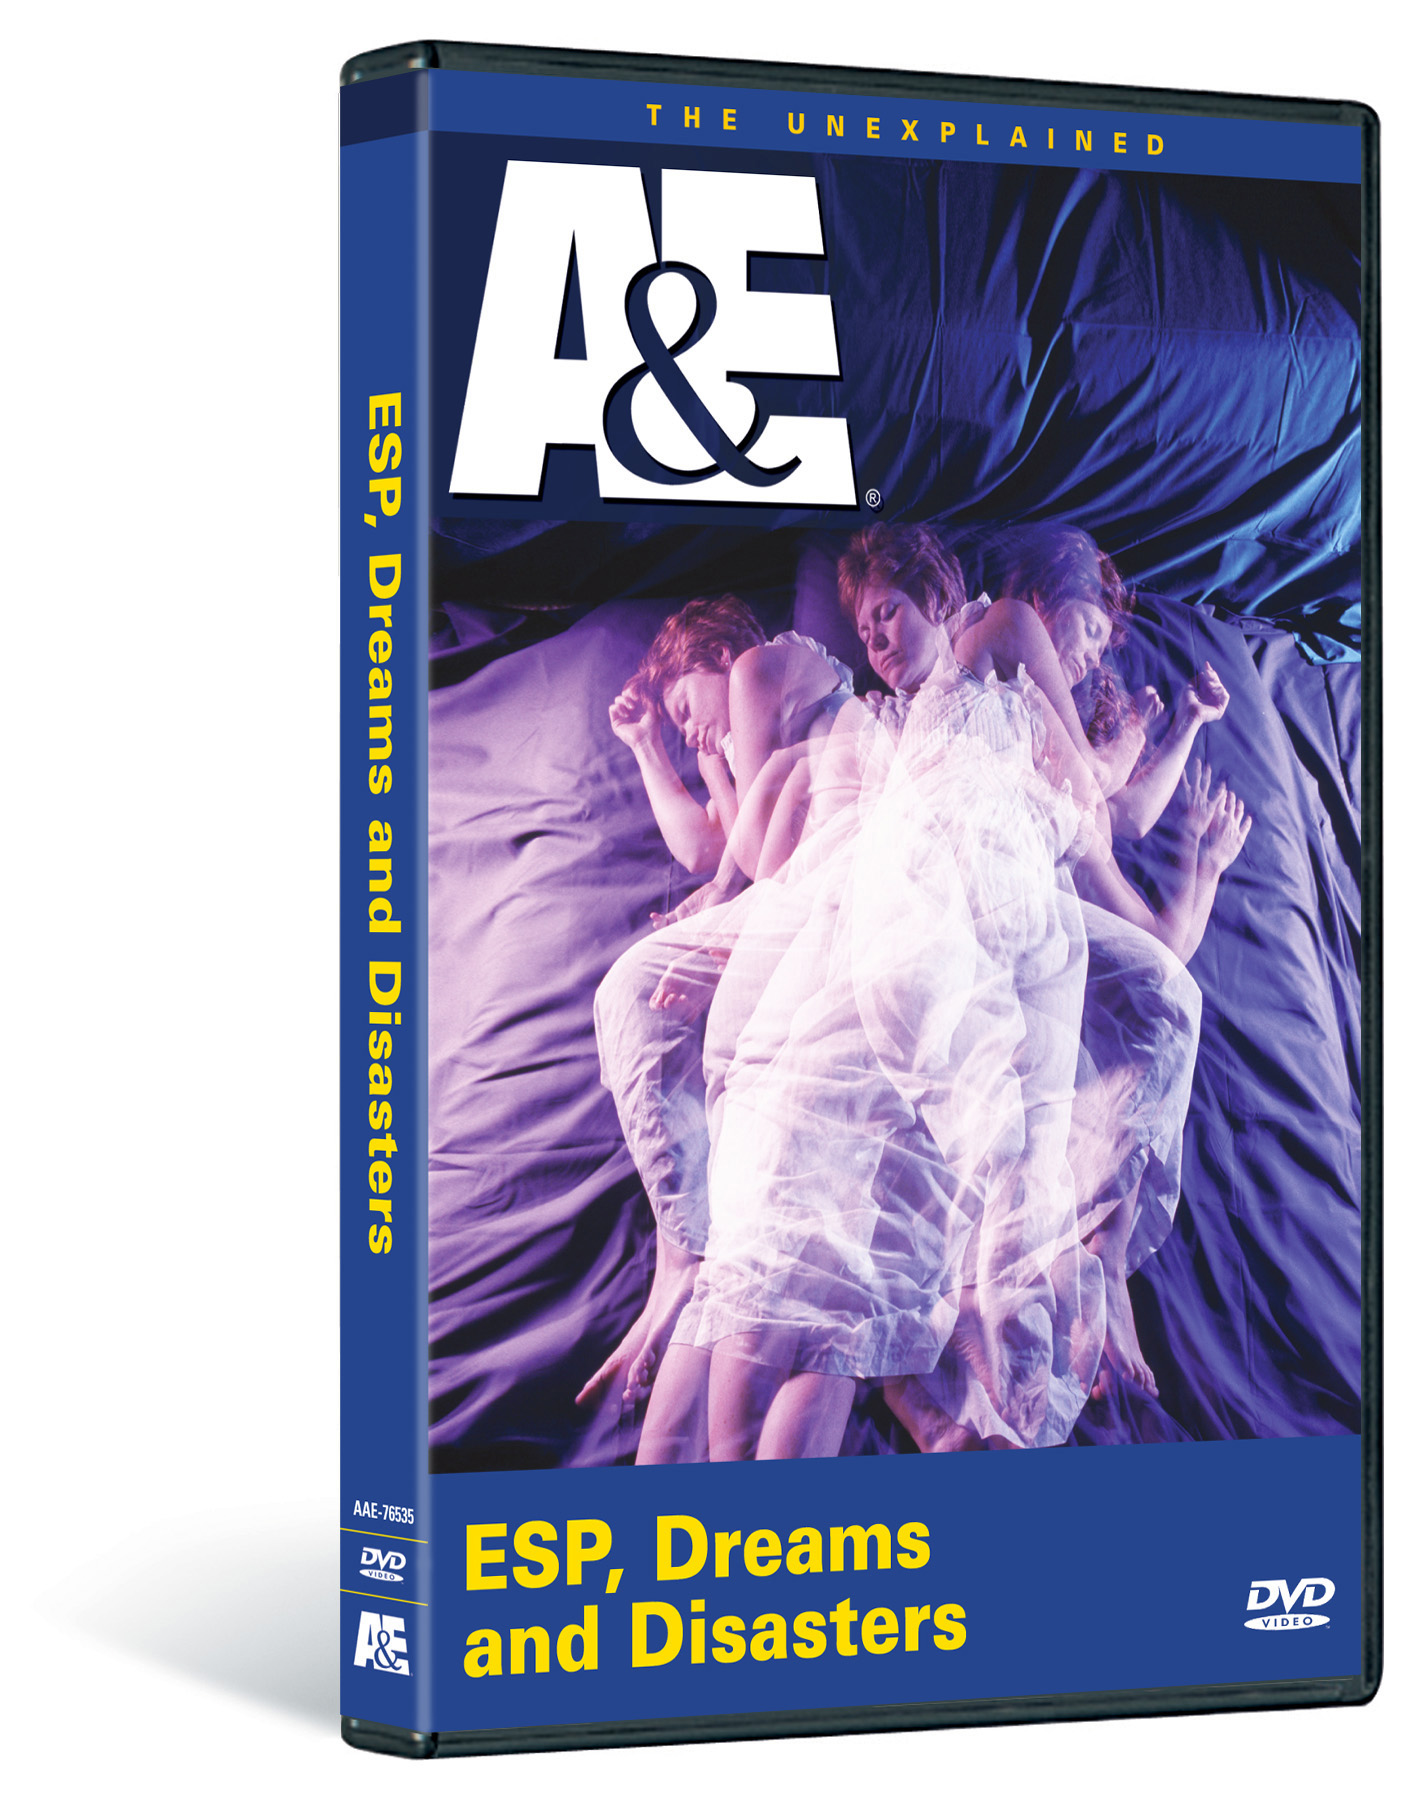 THE UNEXPLAINED
A&E®
ESP, Dreams
and Disasters
DVD
VIDEO
ESP, Dreams and Disasters
AAE-76535
DVD
VIDEO
A&E